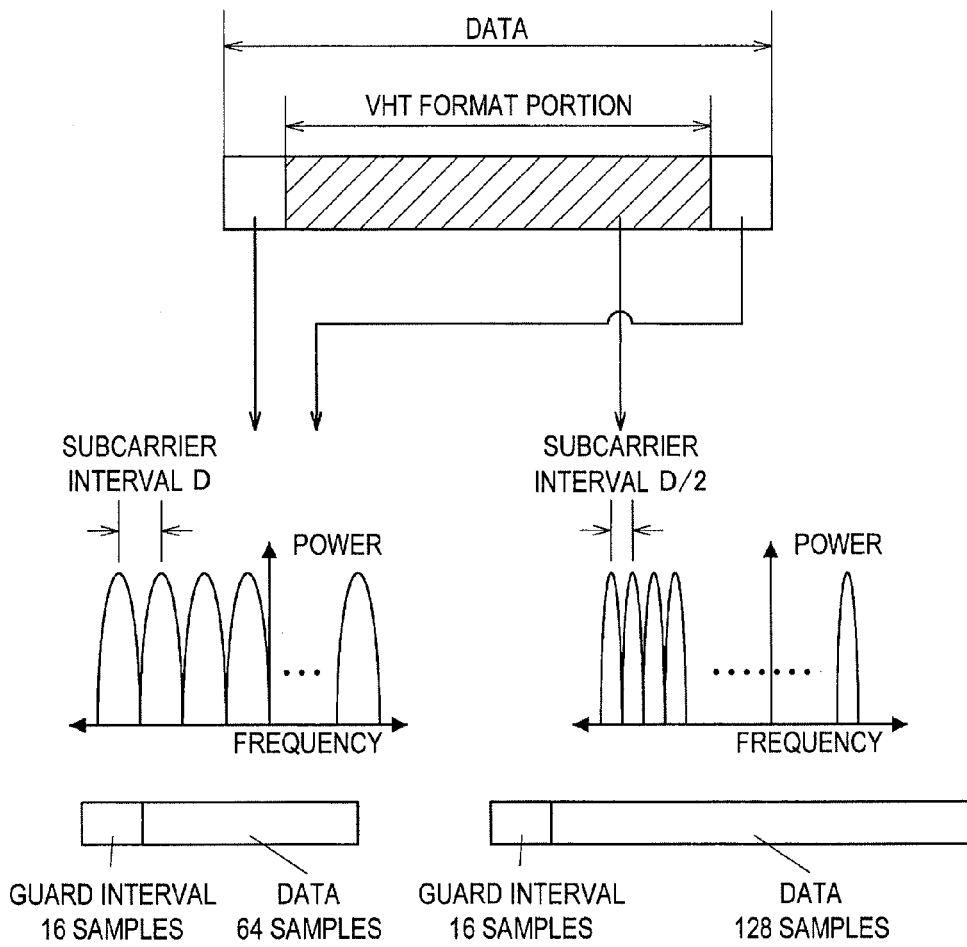 DATA
VHT FORMAT PORTION
SUBCARRIER
INTERVAL D
SUBCARRIER
INTERVAL D/2
POWER
POWER
FREQUENCY
FREQUENCY
GUARD INTERVAL
16 SAMPLES
DATA
64 SAMPLES
GUARD INTERVAL
16 SAMPLES
DATA
128 SAMPLES